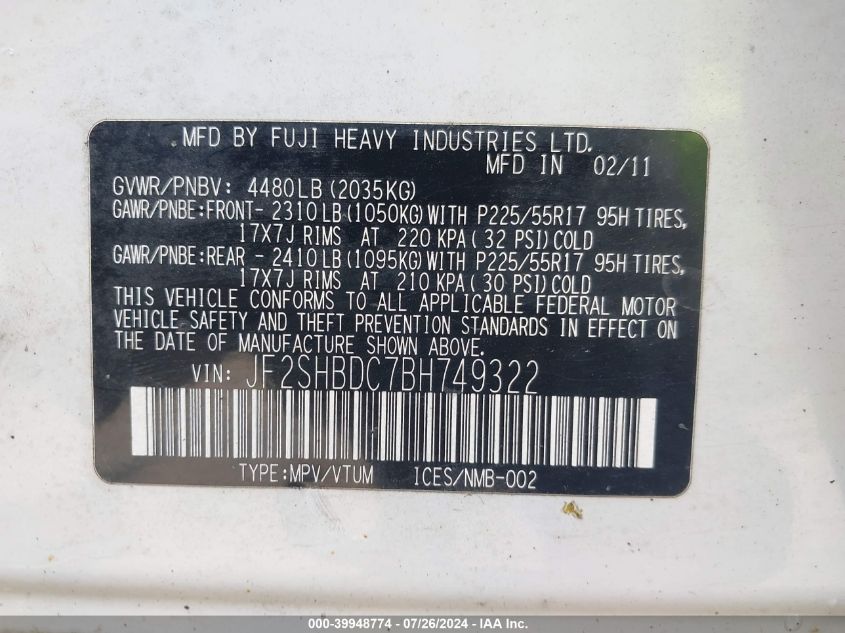 MFD BY FUJI HEAVY INDUSTRIES LTD.
MFD IN 02/11
GVWR/PNBV: 4480LB (2035KG)
GAWR/PNBE:FRONT- 2310LB(1050KG)WITH P225/55R17 95H TIRES,
17X7J RIMS AT 220 KPA( 32 PSI)COLD
GAWR/PNBE:REAR - 2410LB(1095KG)WITH P225/55R17 95H TIRES,
17X7J RIMS AT 210 KPA( 30 PSI)COLD
THIS VEHICLE CONFORMS TO ALL APPLICABLE FEDERAL MOTOR
VEHICLE SAFETY AND THEFT PREVENTION STANDARDS IN EFFECT ON
THE DATE OF MANUFACTURE SHOWN ABOVE.
VIN: JF2SHBDC7BH749322
TYPE:MPV/VTUM ICES/NMB-002
000-39948774 07/26/2024 - IAA Inc.